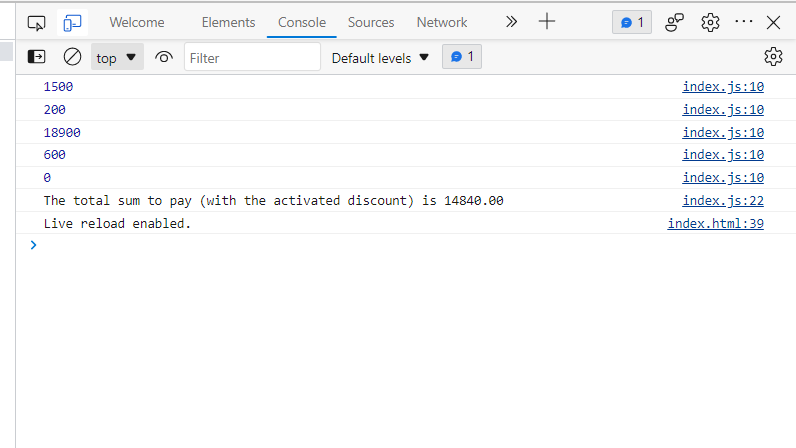 Welcome Elements Console Sources Network 1
top Filter Default levels 1
1500 index.js:10
200 index.js:10
18900 index.js:10
600 index.js:10
0 index.js:10
The total sum to pay (with the activated discount) is 14840.00 index.js:22
Live reload enabled. index.html:39